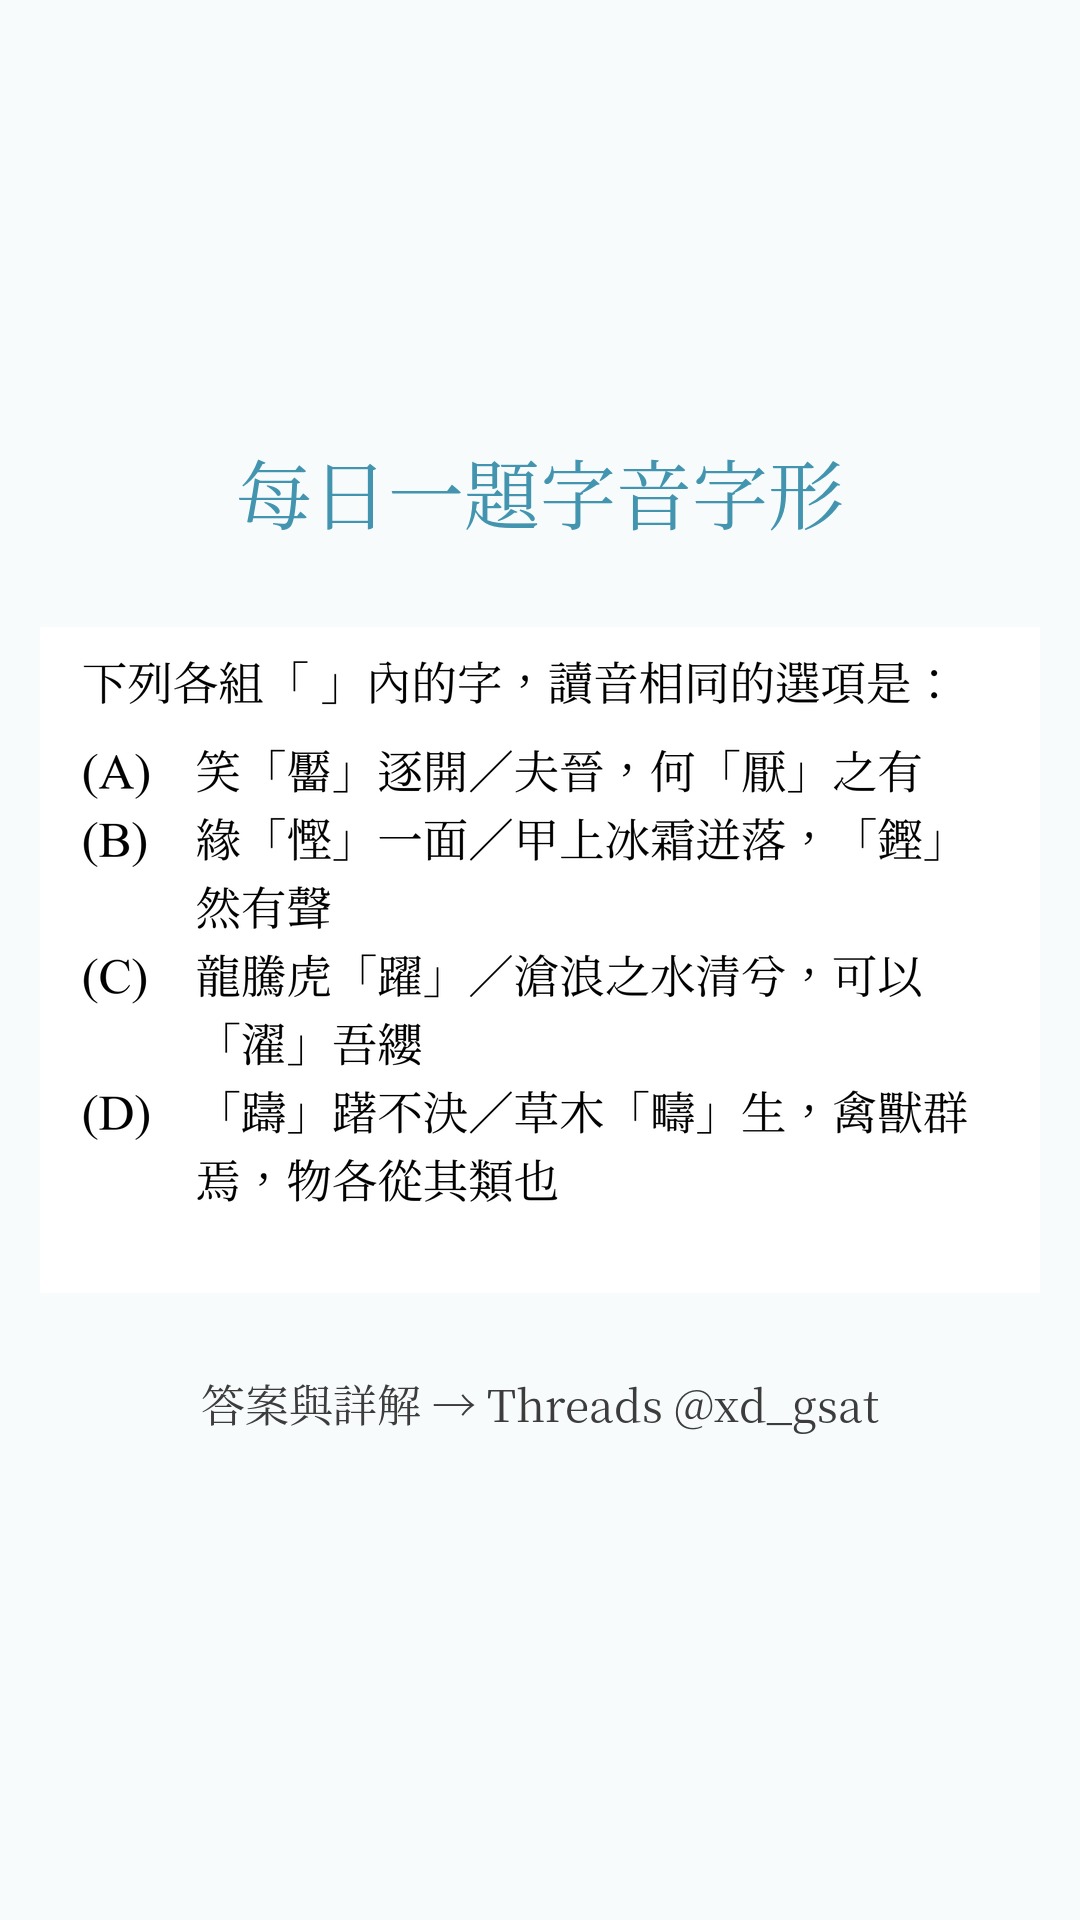 每日一題字音字形
下列各組「 」內的字，讀音相同的選項是：
(A) 笑「靨」逐開／夫晉，何「厭」之有
(B) 緣「慳」一面／甲上冰霜迸落，「鏗」
然有聲
(C) 龍騰虎「躍」／滄浪之水清兮，可以
「濯」吾纓
(D) 「躊」躇不決／草木「疇」生，禽獸群
焉，物各從其類也
答案與詳解 → Threads @xd_gsat